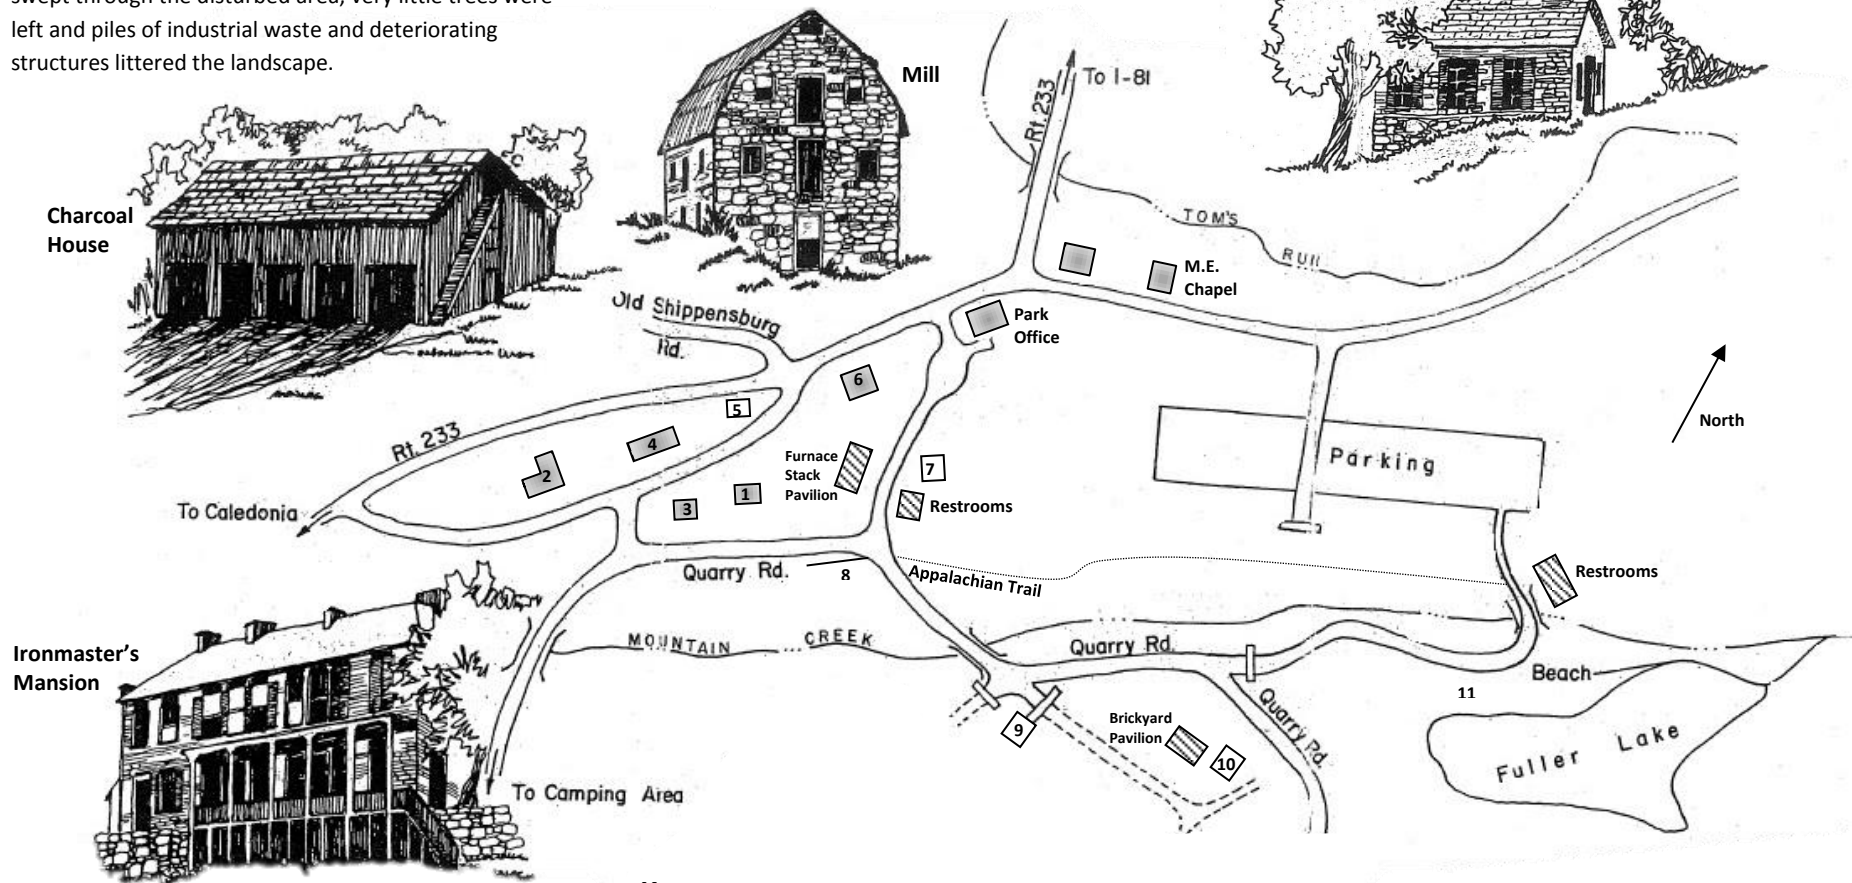 swept through the disturbed area, very little trees were
left and piles of industrial waste and deteriorating
structures littered the landscape.
Mill
To I-81
Rt. 233
Charcoal
House
TOM'S
RUN
M.E.
Chapel
Old Shippensburg
Rd.
Park
Office
6
5
North
Rt. 233
4
Furnace
Stack
Pavilion
7
Parking
2
1
3
Restrooms
To Caledonia
Quarry Rd.
8
Appalachian Trail
Restrooms
MOUNTAIN CREEK
Quarry Rd.
Ironmaster's
Mansion
Beach
11
Quarry Rd.
9
Brickyard
Pavilion
10
Fuller Lake
To Camping Area